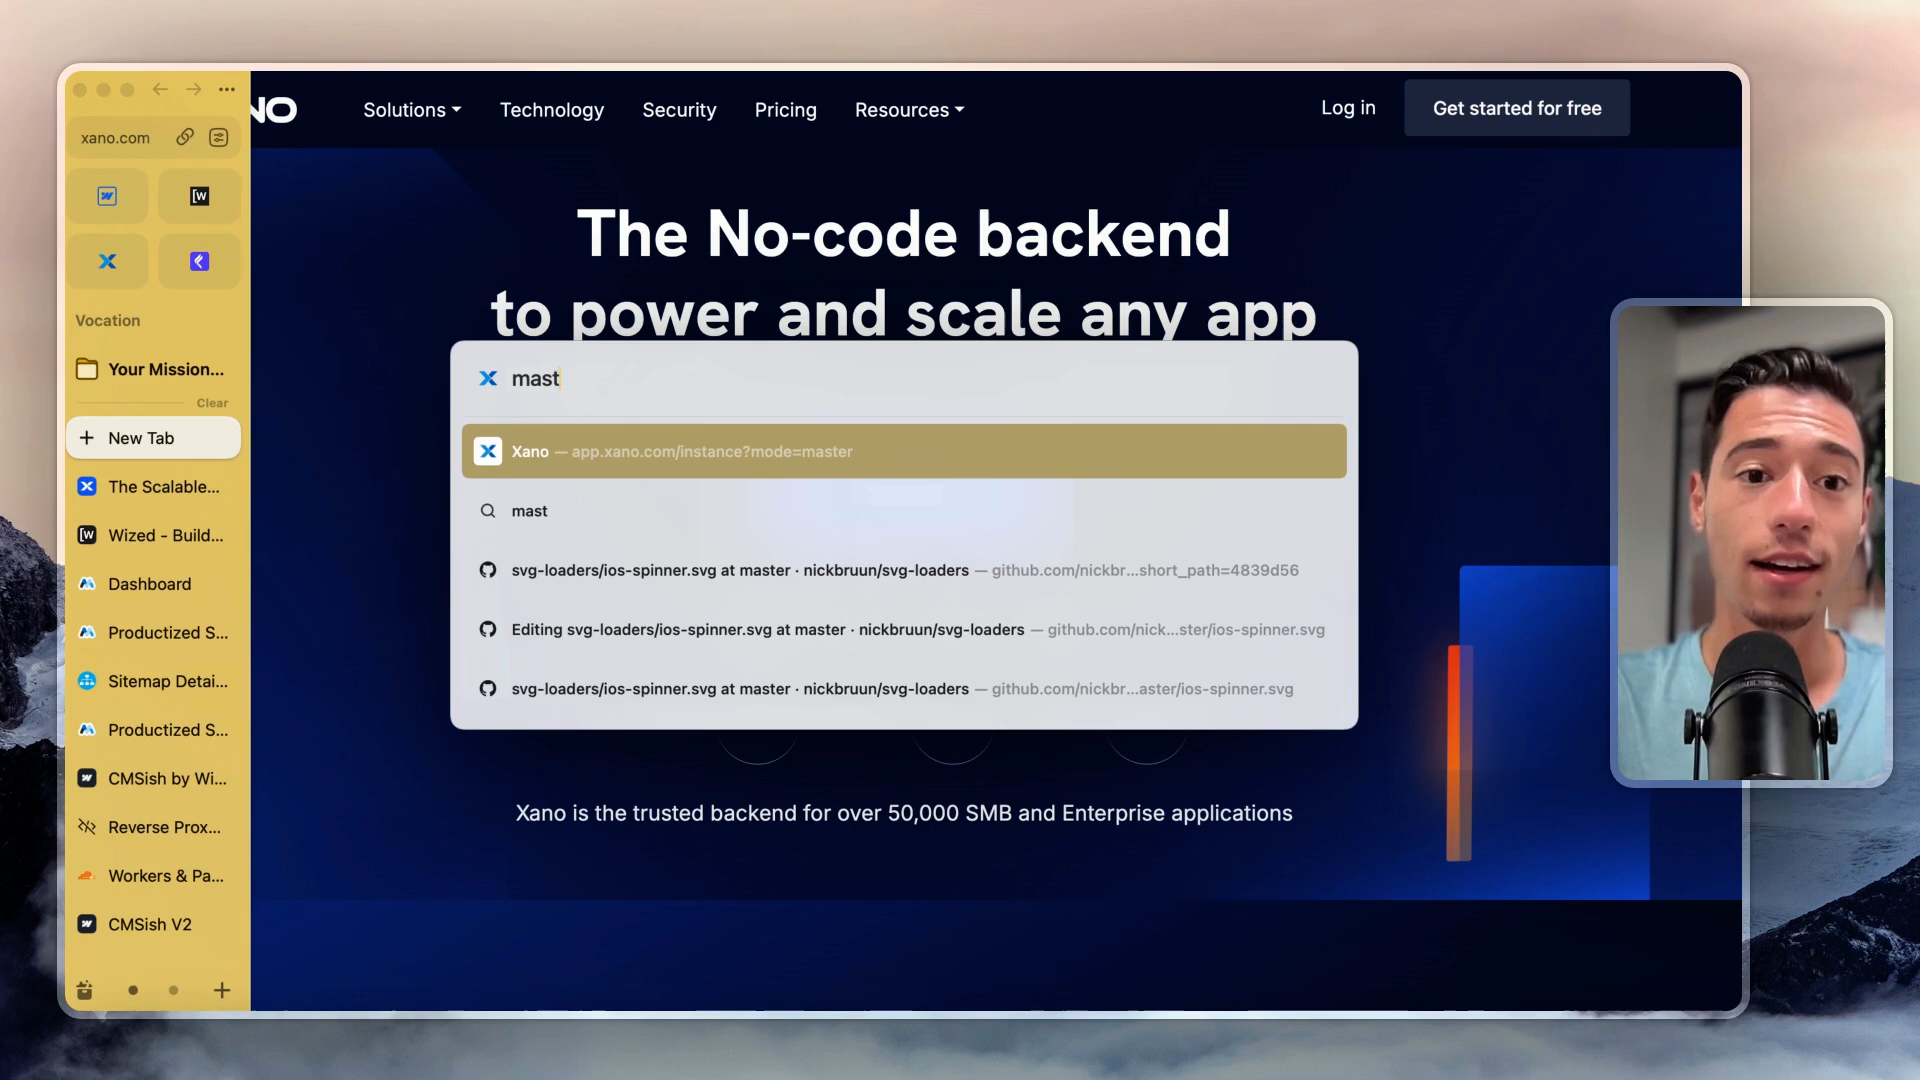 xano.com
Vocation
Your Mission...
Clear
New Tab
The Scalable...
Wized - Build...
Dashboard
Productized S...
Sitemap Detai...
Productized S...
CMSish by Wi...
Reverse Prox...
Workers & Pa...
CMSish V2
NO
Solutions
Technology
Security
Pricing
Resources
Log in
Get started for free
The No-code backend
to power and scale any app
mast
Xano — app.xano.com/instance?mode=master
mast
svg-loaders/ios-spinner.svg at master · nickbruun/svg-loaders — github.com/nickbr...short_path=4839d56
Editing svg-loaders/ios-spinner.svg at master · nickbruun/svg-loaders — github.com/nick...ster/ios-spinner.svg
svg-loaders/ios-spinner.svg at master · nickbruun/svg-loaders — github.com/nickbr...aster/ios-spinner.svg
Xano is the trusted backend for over 50,000 SMB and Enterprise applications